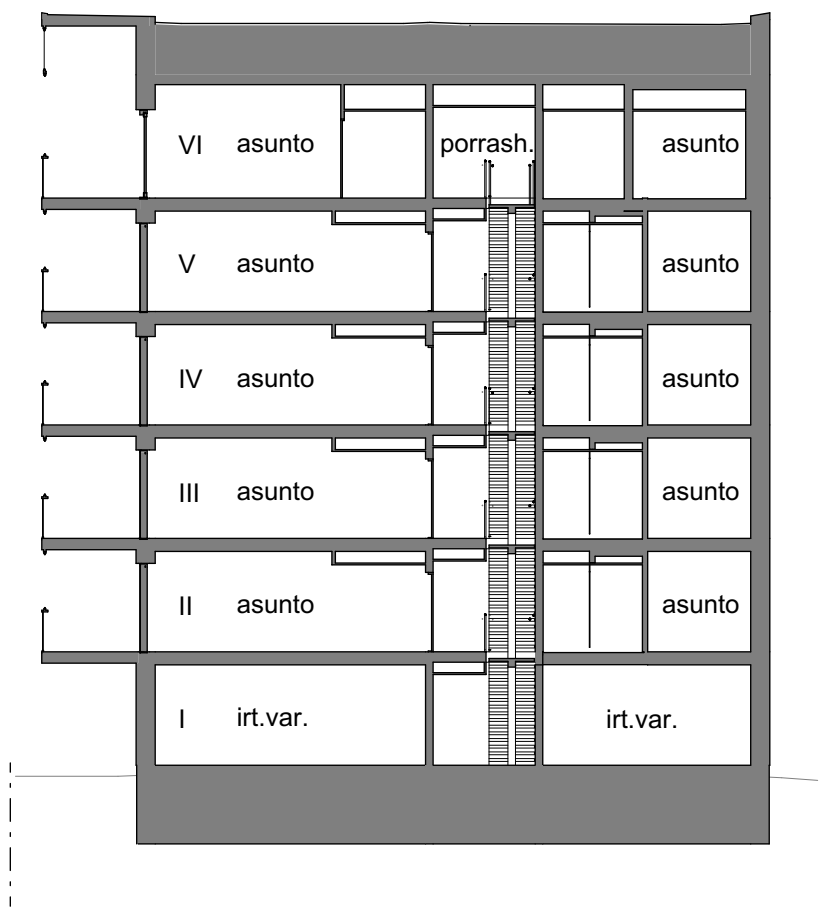 VI asunto porrash. asunto
V asunto asunto
IV asunto asunto
III asunto asunto
II asunto asunto
I irt.var. irt.var.